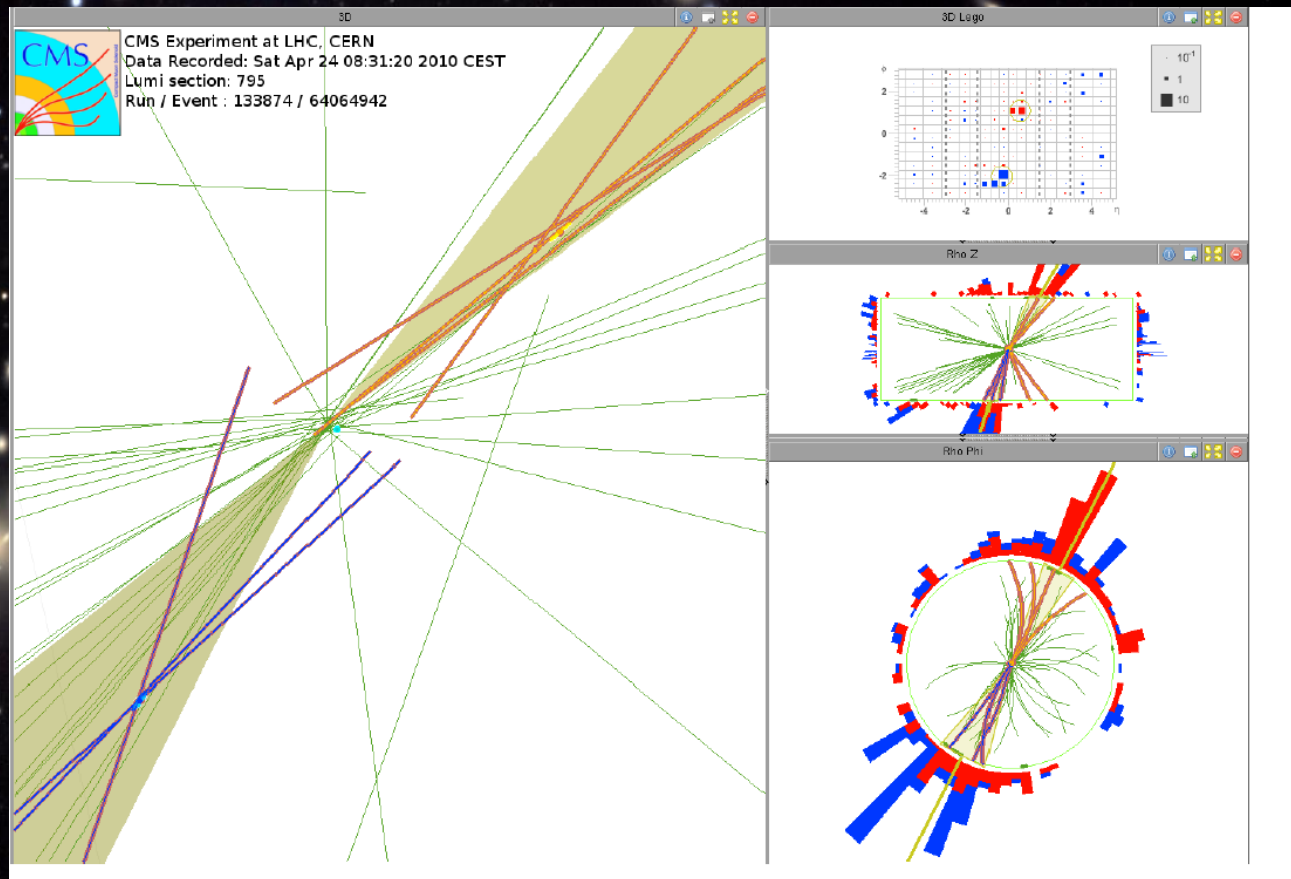 3D
CMS
CMS Experiment at LHC, CERN
Data Recorded: Sat Apr 24 08:31:20 2010 CEST
Lumi section: 795
Run / Event : 133874 / 64064942
3D Lego
10-1
1
10
2
0
-2
-4 -2 0 2 4 η
Rho Z
Rho Phi